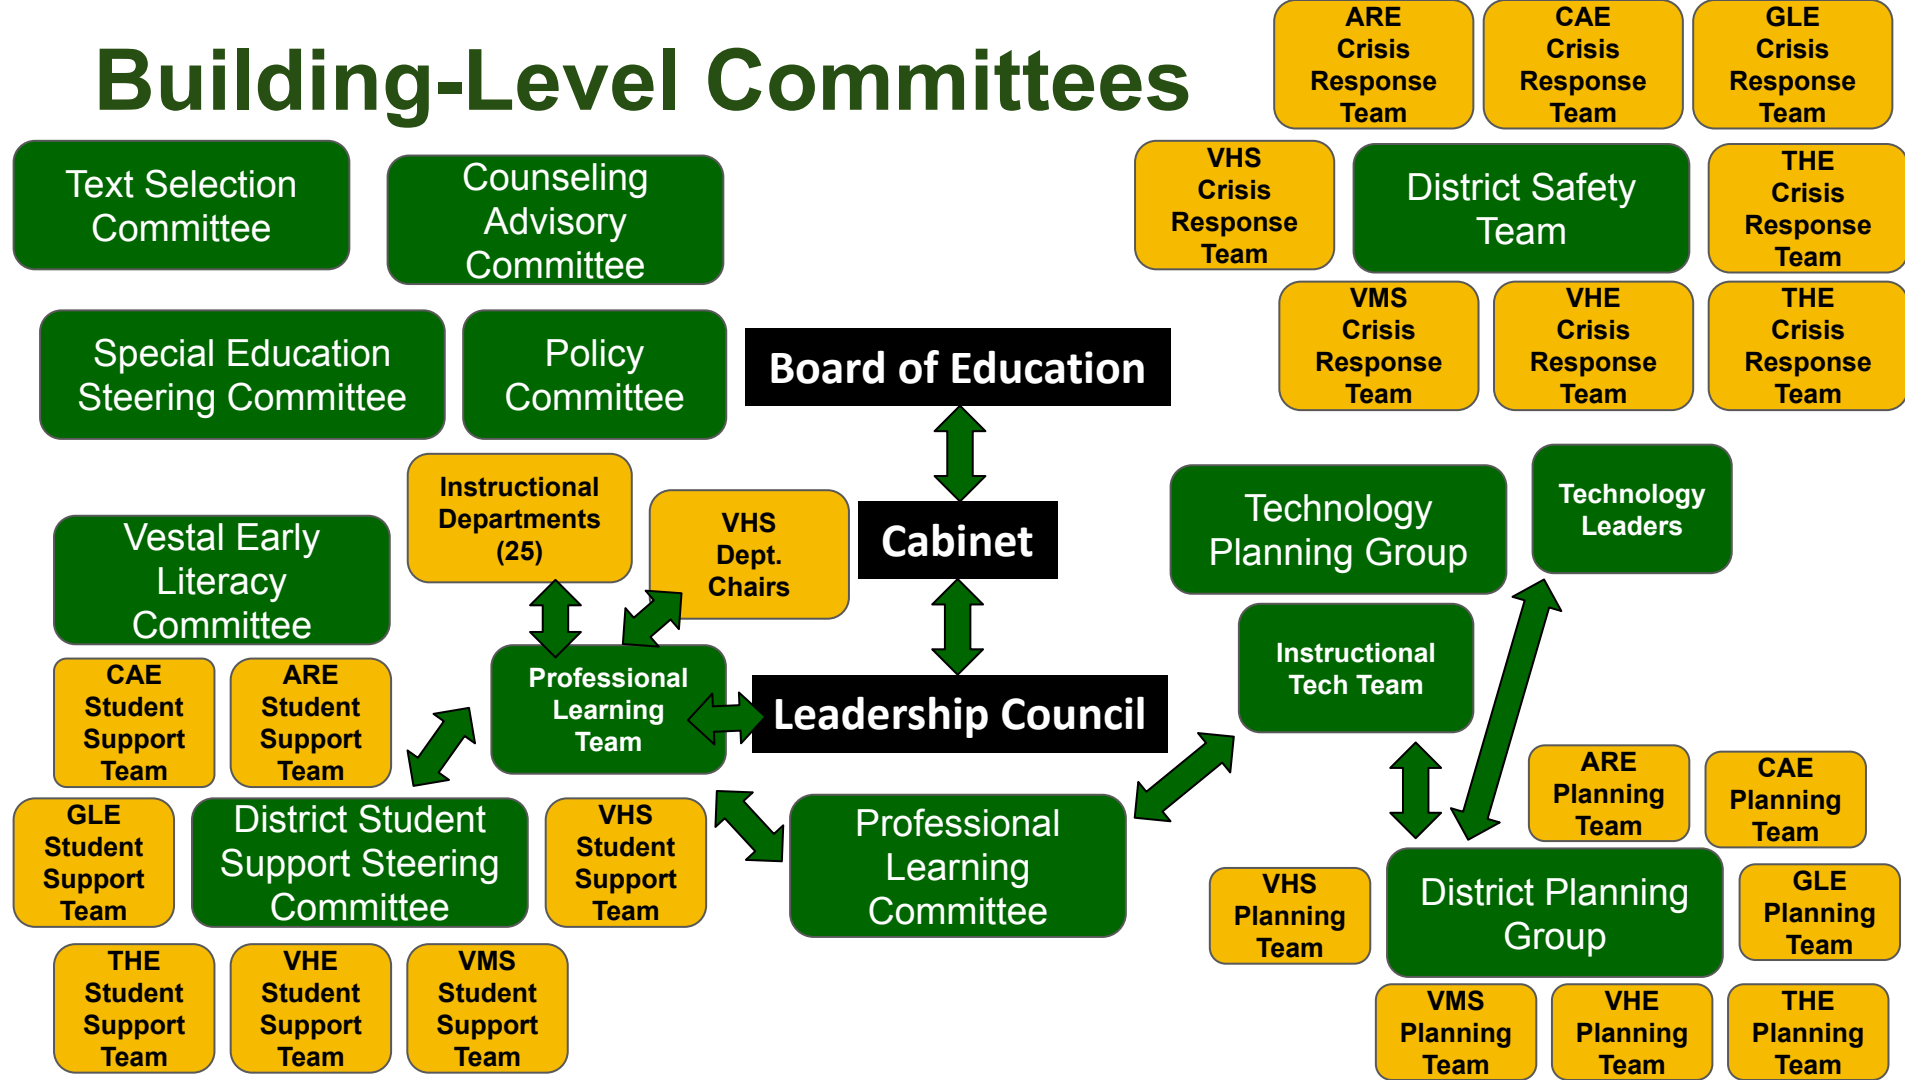 Building-Level Committees
ARE
Crisis
Response
Team
CAE
Crisis
Response
Team
GLE
Crisis
Response
Team
Text Selection
Committee
Counseling
Advisory
Committee
VHS
Crisis
Response
Team
District Safety
Team
THE
Crisis
Response
Team
VMS
Crisis
Response
Team
VHE
Crisis
Response
Team
THE
Crisis
Response
Team
Special Education
Steering Committee
Policy
Committee
Board of Education
Instructional
Departments
(25)
VHS
Dept.
Chairs
Cabinet
Technology
Planning Group
Technology
Leaders
Vestal Early
Literacy
Committee
Instructional
Tech Team
CAE
Student
Support
Team
ARE
Student
Support
Team
Professional
Learning
Team
Leadership Council
GLE
Student
Support
Team
District Student
Support Steering
Committee
VHS
Student
Support
Team
Professional
Learning
Committee
ARE
Planning
Team
CAE
Planning
Team
VHS
Planning
Team
District Planning
Group
GLE
Planning
Team
THE
Student
Support
Team
VHE
Student
Support
Team
VMS
Student
Support
Team
VMS
Planning
Team
VHE
Planning
Team
THE
Planning
Team